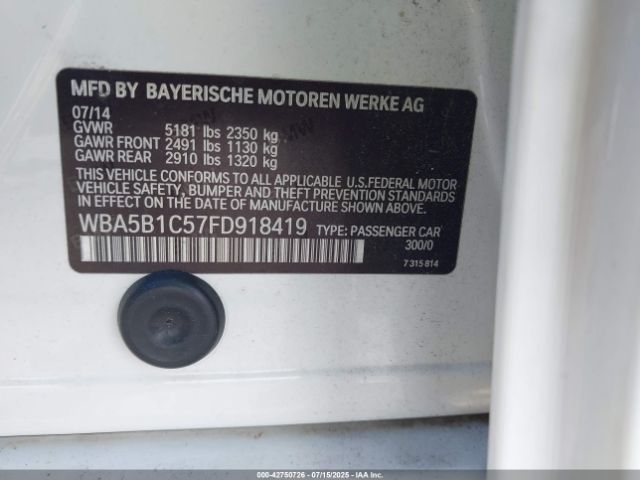 MFD BY BAYERISCHE MOTOREN WERKE AG
07/14
GVWR 5181 lbs 2350 kg
GAWR FRONT 2491 lbs 1130 kg
GAWR REAR 2910 lbs 1320 kg
THIS VEHICLE CONFORMS TO ALL APPLICABLE U.S.FEDERAL MOTOR
VEHICLE SAFETY, BUMPER AND THEFT PREVENTION STANDARDS
IN EFFECT ON THE DATE OF MANUFACTURE SHOWN ABOVE.
WBA5B1C57FD918419 TYPE: PASSENGER CAR
300/0
7 315 814
000-42750726 - 07/15/2025 - IAA Inc.